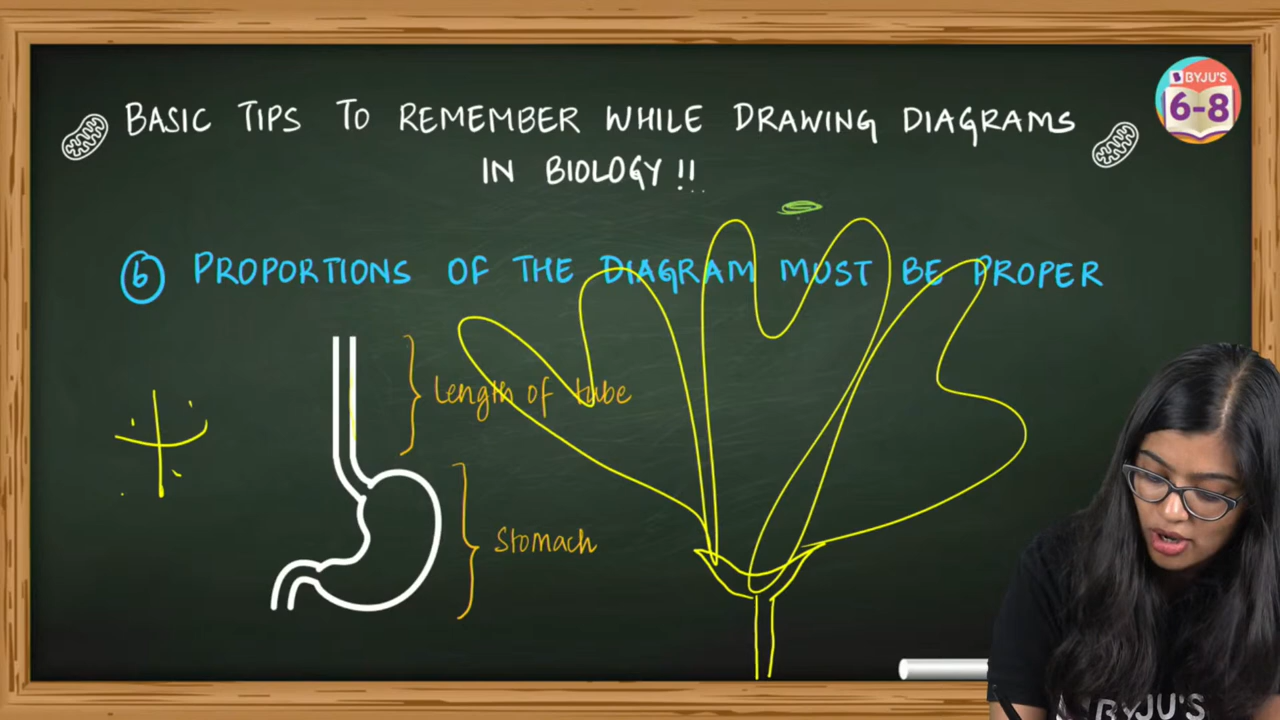 BYJU'S
6-8
BASIC TIPS TO REMEMBER WHILE DRAWING DIAGRAMS
IN BIOLOGY !!
6 PROPORTIONS OF THE DIAGRAM MUST BE PROPER
Length of tube
Stomach
BYJU'S